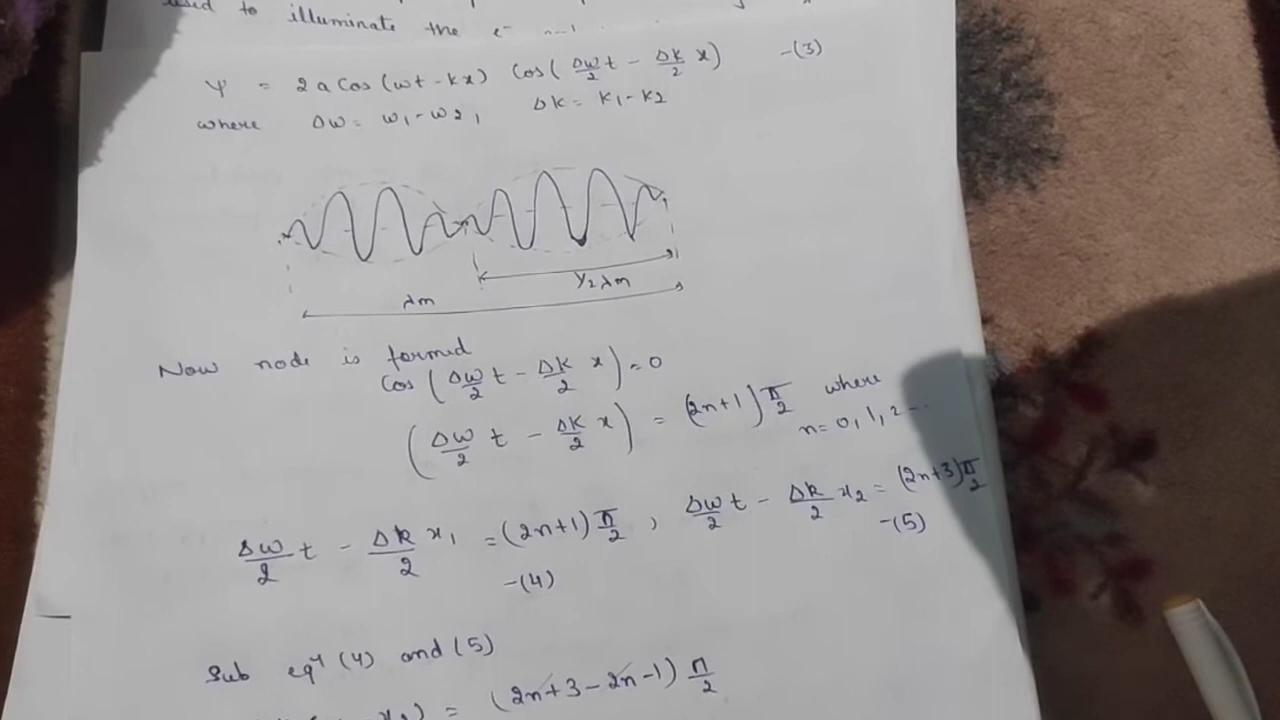 used to illuminate the e⁻
ψ = 2a cos (ωt - kx) cos ( Δω/2 t - Δk/2 x) -(3)
where Δω = ω₁-ω₂, Δk = k₁-k₂
½λm
λm
Now node is formed
cos ( Δω/2 t - Δk/2 x ) = 0
( Δω/2 t - Δk/2 x ) = (2n+1) π/2 where
n=0,1,2--
Δω/2 t - Δk/2 x₁ = (2n+1) π/2 , Δω/2 t - Δk/2 x₂ = (2n+3) π/2
-(4) -(5)
Sub eqⁿ (4) and (5)
) = (2n+3-2n-1) π/2